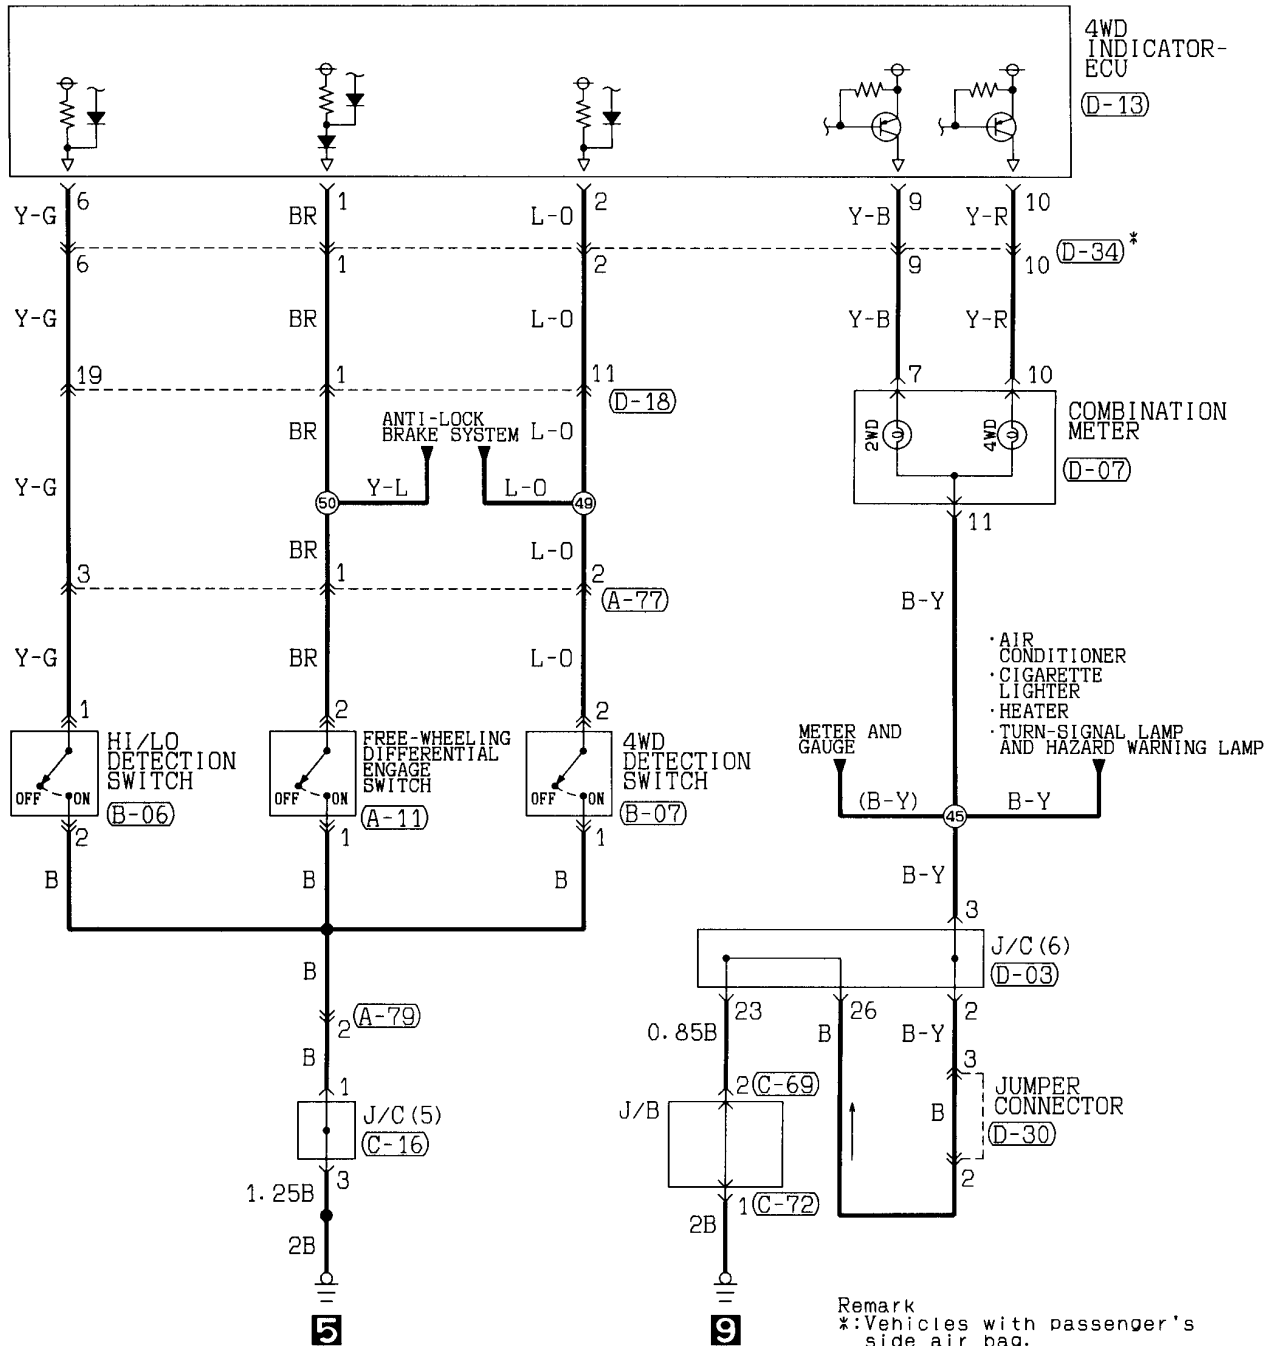 4WD
INDICATOR-
ECU
D-13
6 1 2 9 10
Y-G BR L-O Y-B Y-R
D-34 *
6 1 2 9 10
Y-G BR L-O Y-B Y-R
19 1 11 7 10
D-18
COMBINATION
METER
2WD 4WD
D-07
ANTI-LOCK
BRAKE SYSTEM
BR L-O
Y-G Y-L L-O
50 49
11
BR L-O
3 1 2
A-77
B-Y
Y-G BR L-O
· AIR
CONDITIONER
· CIGARETTE
LIGHTER
· HEATER
· TURN-SIGNAL LAMP
AND HAZARD WARNING LAMP
METER AND
GAUGE
1 2 2
HI/LO
DETECTION
SWITCH
OFF ON
B-06
FREE-WHEELING
DIFFERENTIAL
ENGAGE
SWITCH
OFF ON
A-11
4WD
DETECTION
SWITCH
OFF ON
B-07
(B-Y) B-Y
45
2 1 1
B B B
B-Y
3
J/C (6)
D-03
B
23 26 2
A-79
2
0.85B B B-Y
B
3
1
2 C-69
J/B
JUMPER
CONNECTOR
B
D-30
J/C (5)
C-16
3
2
1.25B
1 C-72
2B
2B
5
9
Remark
*:Vehicles with passenger's
side air bag.